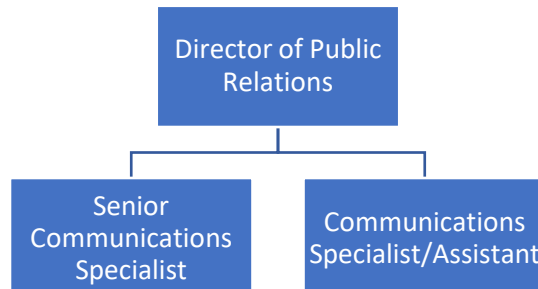 Director of Public
Relations
Senior
Communications
Specialist
Communications
Specialist/Assistant